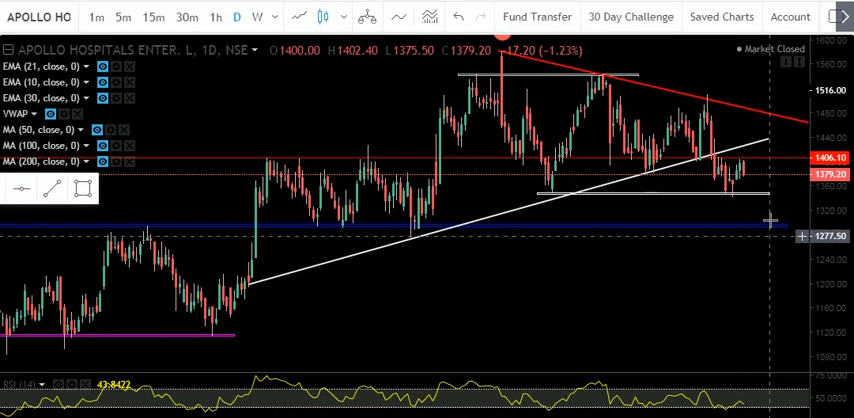 APOLLO HO 1m 5m 15m 30m 1h D W Fund Transfer 30 Day Challenge Saved Charts Account
APOLLO HOSPITALS ENTER. L, 1D, NSE O 1400.00 H 1402.40 L 1375.50 C 1379.20 -17.20 (-1.23%) Market Closed
EMA (21, close, 0)
EMA (10, close, 0)
EMA (30, close, 0)
VWAP
MA (50, close, 0)
MA (100, close, 0)
MA (200, close, 0)
1600.00
1560.00
1516.00
1480.00
1440.00
1406.10
1379.20
1360.00
1320.00
1277.50
1240.00
1200.00
1160.00
1120.00
1080.00
RSI (14) 43.8422
75.0000
50.0000